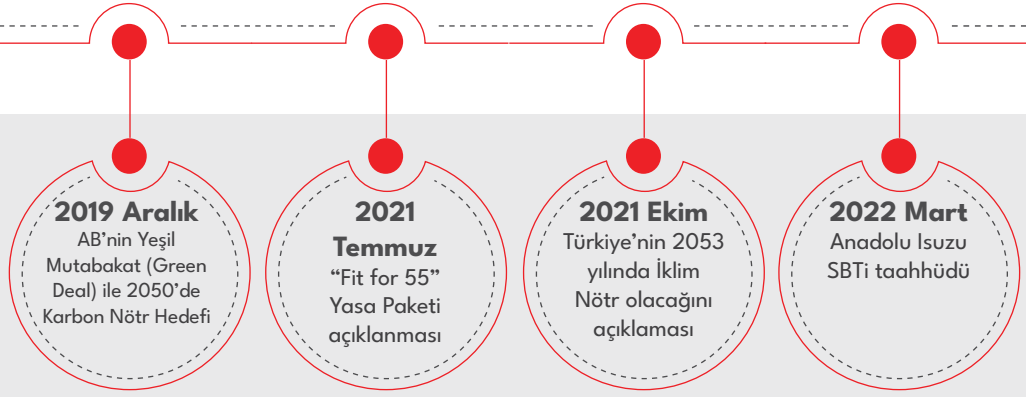 2019 Aralık
AB’nin Yeşil
Mutabakat (Green
Deal) ile 2050’de
Karbon Nötr Hedefi
2021
Temmuz
“Fit for 55”
Yasa Paketi
açıklanması
2021 Ekim
Türkiye’nin 2053
yılında İklim
Nötr olacağını
açıklaması
2022 Mart
Anadolu Isuzu
SBTi taahhüdü